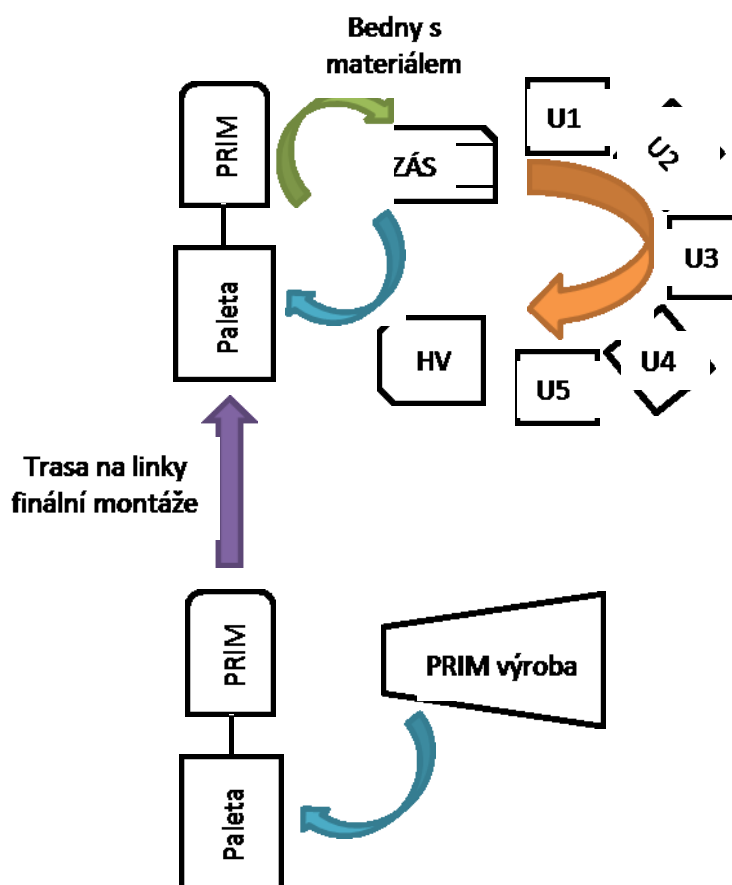 Bedny s
materiálem
PRIM
ZÁS
U1
U2
U3
Paleta
HV
U4
U5
Trasa na linky
finální montáže
PRIM
PRIM výroba
Paleta